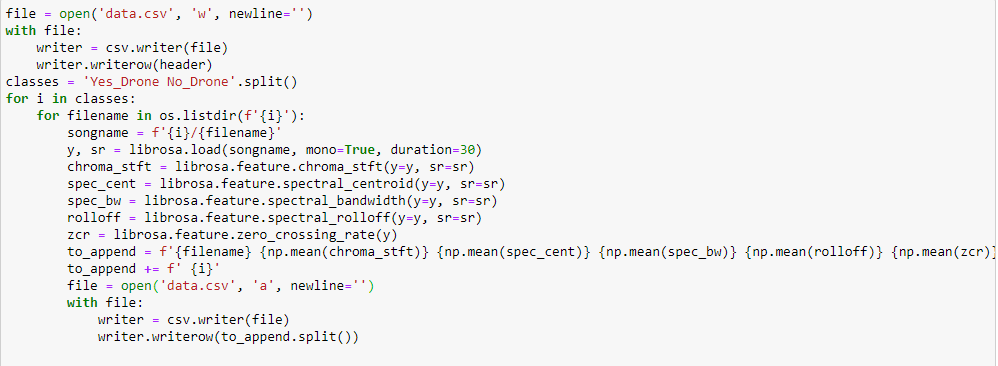 file = open('data.csv', 'w', newline='')
with file:
    writer = csv.writer(file)
    writer.writerow(header)
classes = 'Yes_Drone No_Drone'.split()
for i in classes:
    for filename in os.listdir(f'{i}'):
        songname = f'{i}/{filename}'
        y, sr = librosa.load(songname, mono=True, duration=30)
        chroma_stft = librosa.feature.chroma_stft(y=y, sr=sr)
        spec_cent = librosa.feature.spectral_centroid(y=y, sr=sr)
        spec_bw = librosa.feature.spectral_bandwidth(y=y, sr=sr)
        rolloff = librosa.feature.spectral_rolloff(y=y, sr=sr)
        zcr = librosa.feature.zero_crossing_rate(y)
        to_append = f'{filename} {np.mean(chroma_stft)} {np.mean(spec_cent)} {np.mean(spec_bw)} {np.mean(rolloff)} {np.mean(zcr)}
        to_append += f' {i}'
        file = open('data.csv', 'a', newline='')
        with file:
            writer = csv.writer(file)
            writer.writerow(to_append.split())